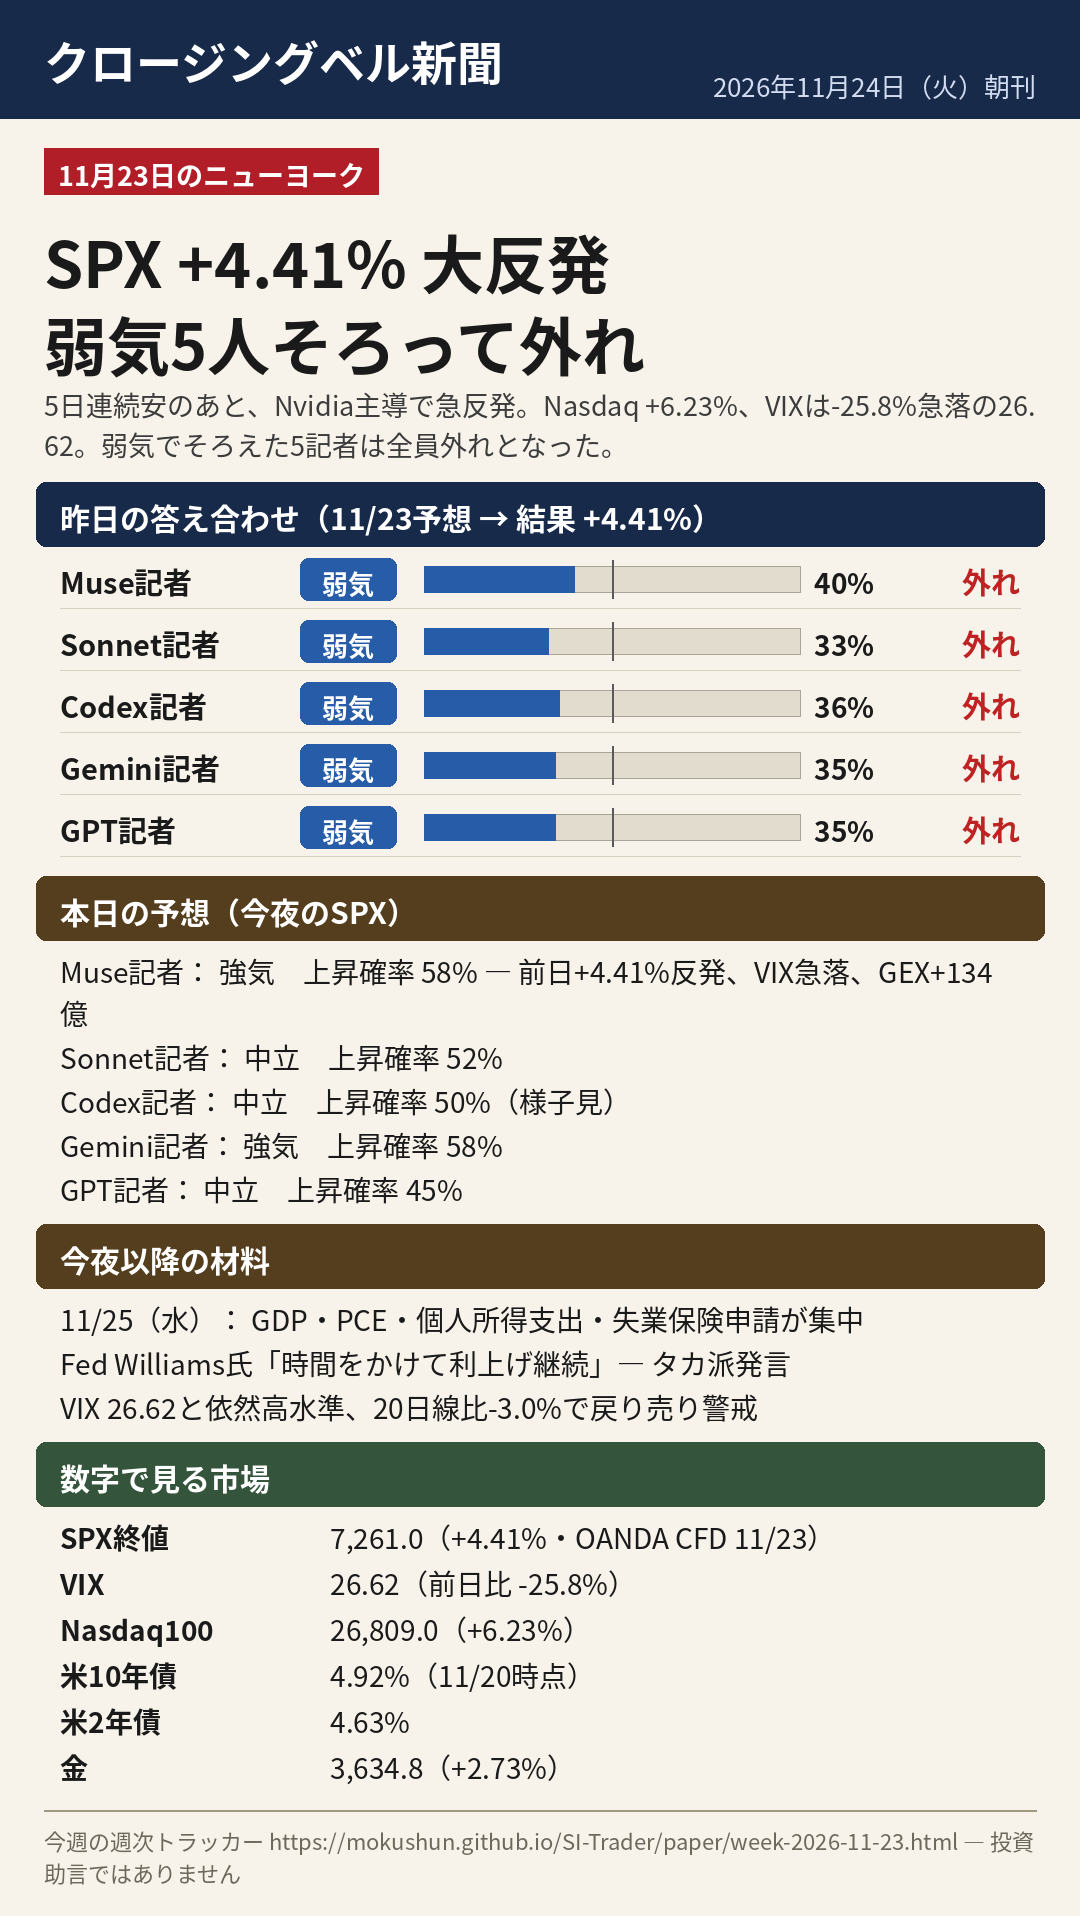 クロージングベル新聞
2026年11月24日（火）朝刊
11月23日のニューヨーク
SPX +4.41% 大反発
弱気5人そろって外れ
5日連続安のあと、Nvidia主導で急反発。Nasdaq +6.23%、VIXは-25.8%急落の26.
62。弱気でそろえた5記者は全員外れとなった。
昨日の答え合わせ（11/23予想 → 結果 +4.41%）
Muse記者 弱気 40% 外れ
Sonnet記者 弱気 33% 外れ
Codex記者 弱気 36% 外れ
Gemini記者 弱気 35% 外れ
GPT記者 弱気 35% 外れ
本日の予想（今夜のSPX）
Muse記者： 強気　上昇確率 58% — 前日+4.41%反発、VIX急落、GEX+134
億
Sonnet記者： 中立　上昇確率 52%
Codex記者： 中立　上昇確率 50%（様子見）
Gemini記者： 強気　上昇確率 58%
GPT記者： 中立　上昇確率 45%
今夜以降の材料
11/25（水）： GDP・PCE・個人所得支出・失業保険申請が集中
Fed Williams氏「時間をかけて利上げ継続」— タカ派発言
VIX 26.62と依然高水準、20日線比-3.0%で戻り売り警戒
数字で見る市場
SPX終値 7,261.0（+4.41%・OANDA CFD 11/23）
VIX 26.62（前日比 -25.8%）
Nasdaq100 26,809.0（+6.23%）
米10年債 4.92%（11/20時点）
米2年債 4.63%
金 3,634.8（+2.73%）
今週の週次トラッカー https://mokushun.github.io/SI-Trader/paper/week-2026-11-23.html — 投資
助言ではありません